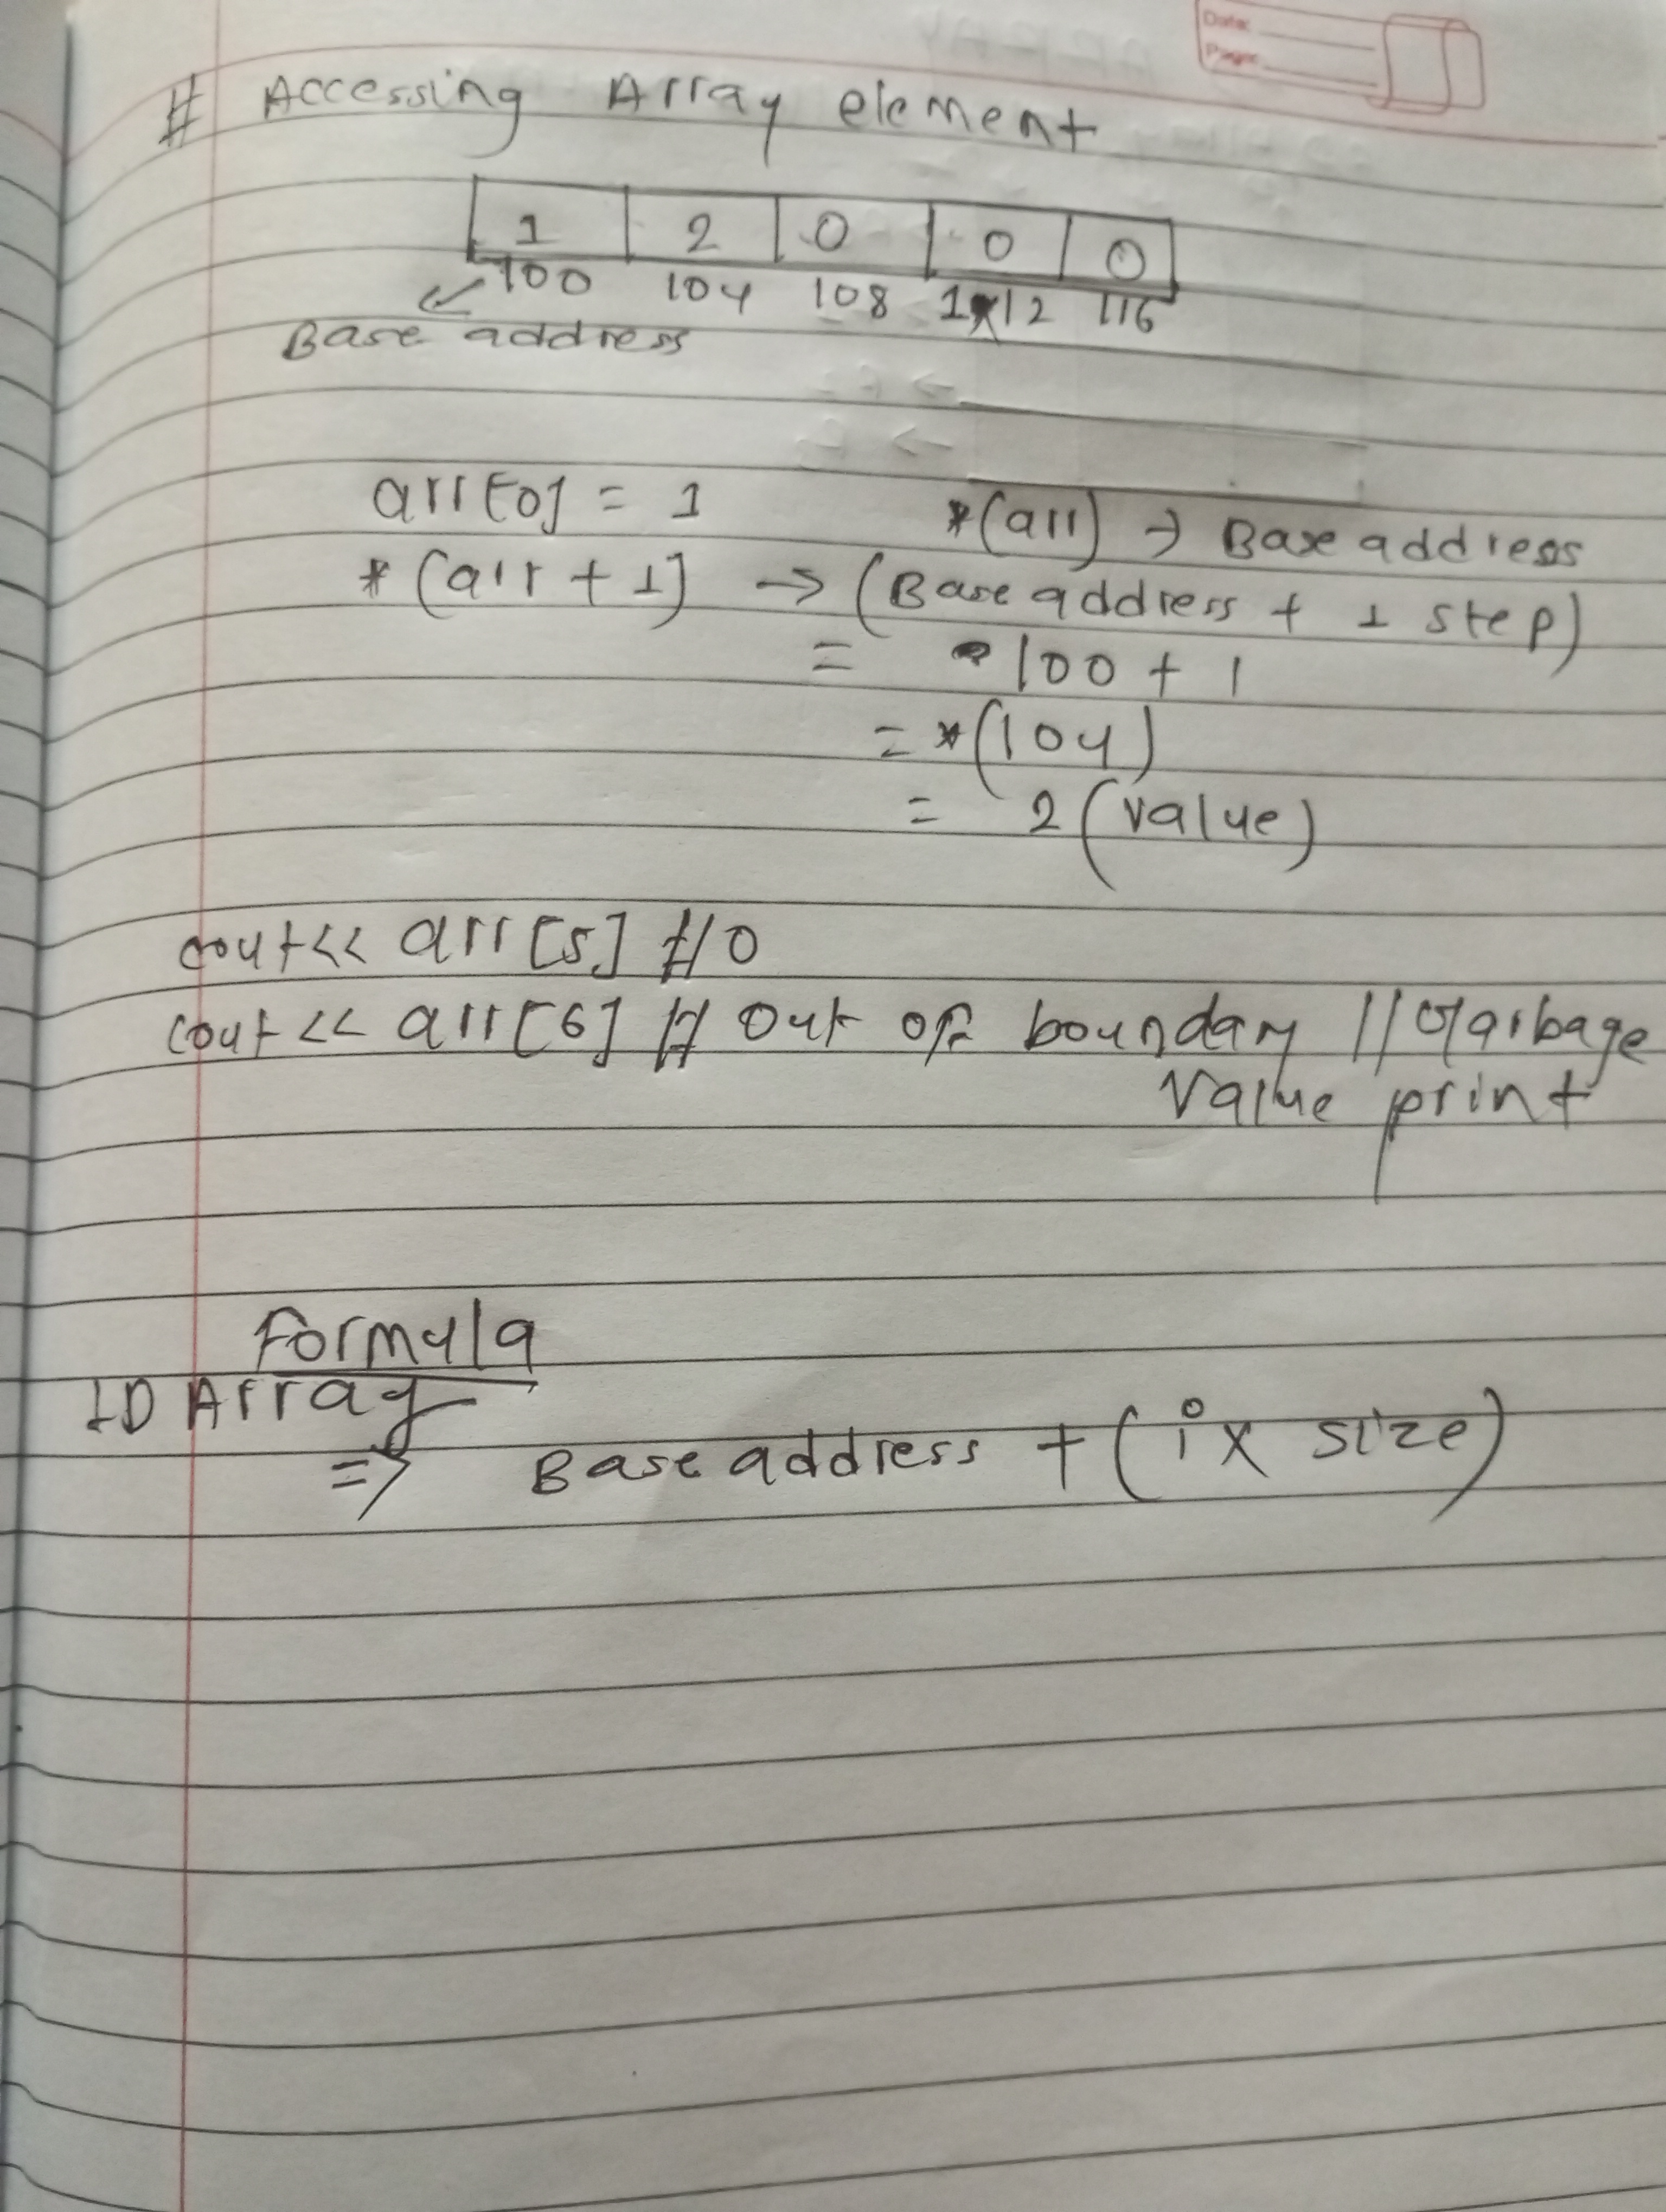 Date:
Page:
# Accessing Array element
1 2 0 0 0
100 104 108 112 116
Base address
arr[0] = 1 *(arr) → Base address
*(arr + 1] → (Base address + 1 step)
= 100 + 1
= *(104)
= 2 (value)
cout<< arr[5] // 0
cout << arr[6] // Out of boundary // Garbage
Value print
Formula
1D Array
=> Base address + (i x size)